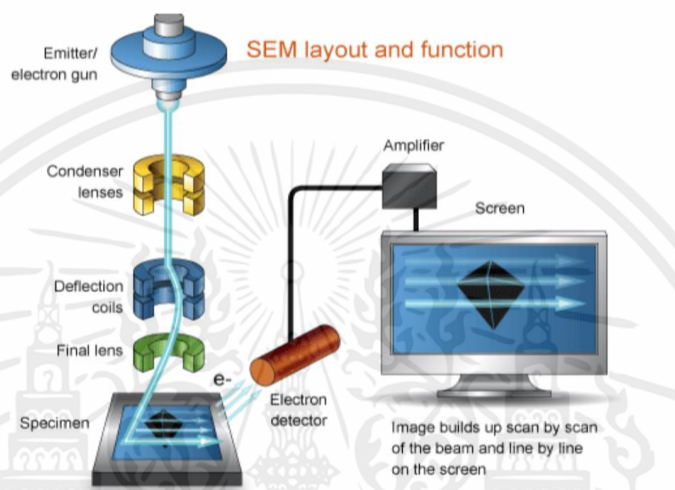 SEM layout and function
Emitter/
electron gun
Condenser
lenses
Deflection
coils
Final lens
Specimen
e-
Electron
detector
Amplifier
Screen
Image builds up scan by scan
of the beam and line by line
on the screen